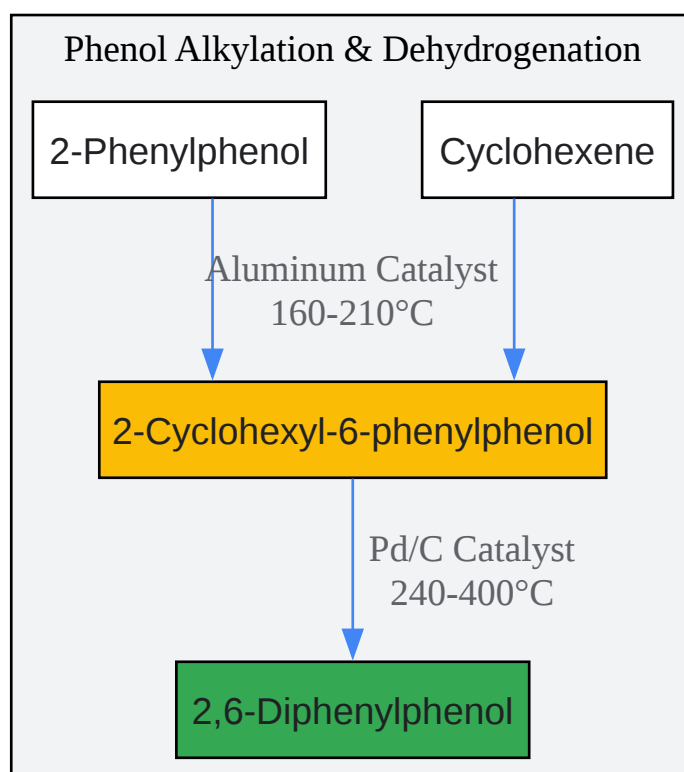 Phenol Alkylation & Dehydrogenation
2-Phenylphenol
Cyclohexene
Aluminum Catalyst
160-210°C
2-Cyclohexyl-6-phenylphenol
Pd/C Catalyst
240-400°C
2,6-Diphenylphenol